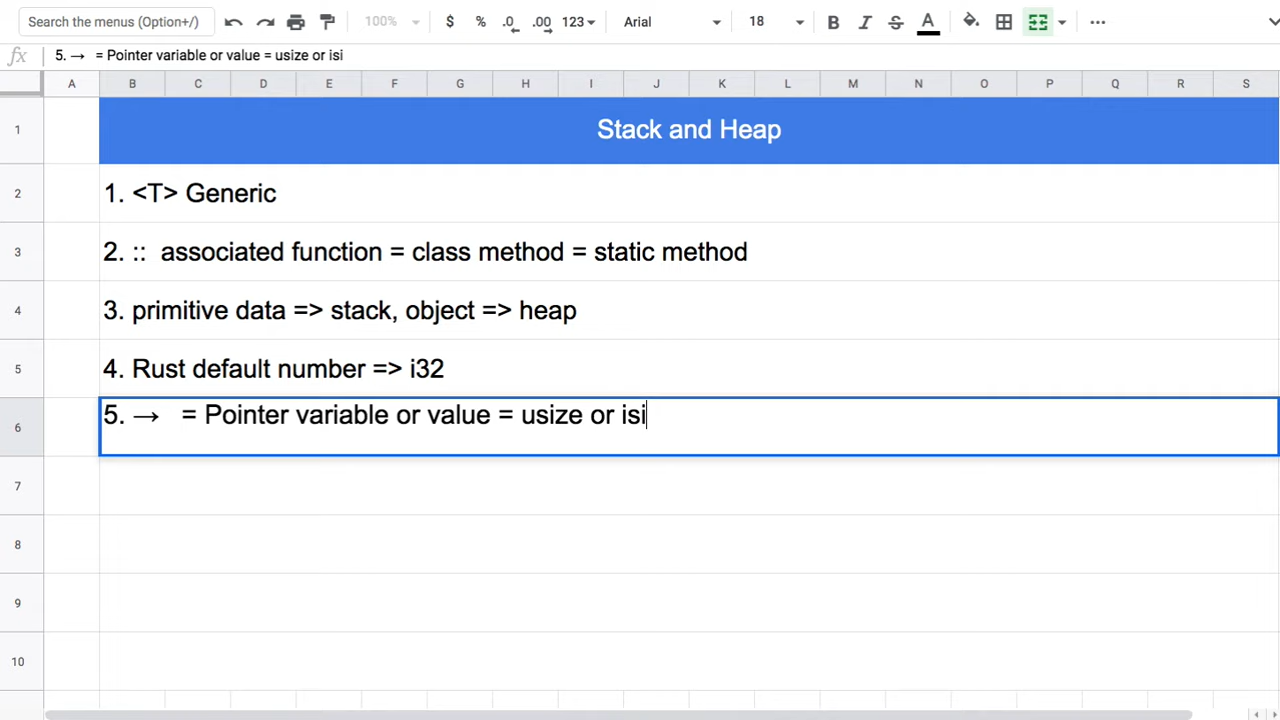 Search the menus (Option+/) 100% $ % .0 .00 123 Arial 18 B I S A
fx 5. → = Pointer variable or value = usize or isi
A B C D E F G H I J K L M N O P Q R S
1 Stack and Heap
2 1. <T> Generic
3 2. :: associated function = class method = static method
4 3. primitive data => stack, object => heap
5 4. Rust default number => i32
6 5. → = Pointer variable or value = usize or isi
7
8
9
10